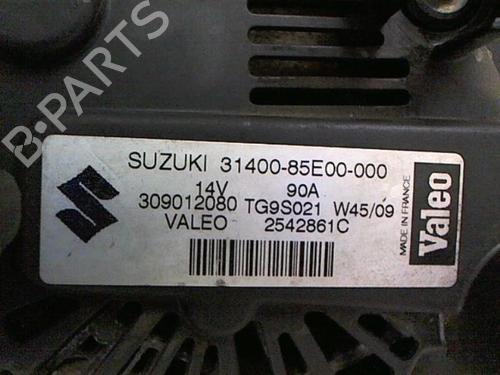 B-PARTS
SUZUKI 31400-85E00-000
14V 90A
309012080 TG9S021 W45/09
VALEO 2542861C
MADE IN FRANCE
Valeo